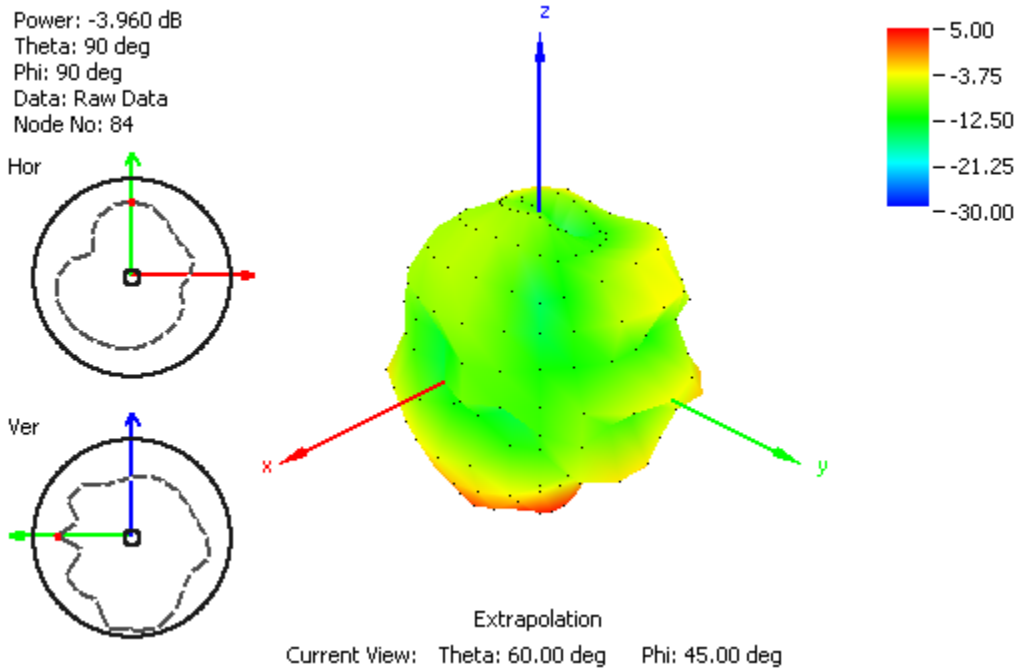 Power: -3.960 dB
Theta: 90 deg
Phi: 90 deg
Data: Raw Data
Node No: 84
Hor
Ver
z
x
y
5.00
-3.75
-12.50
-21.25
-30.00
Extrapolation
Current View: Theta: 60.00 deg Phi: 45.00 deg